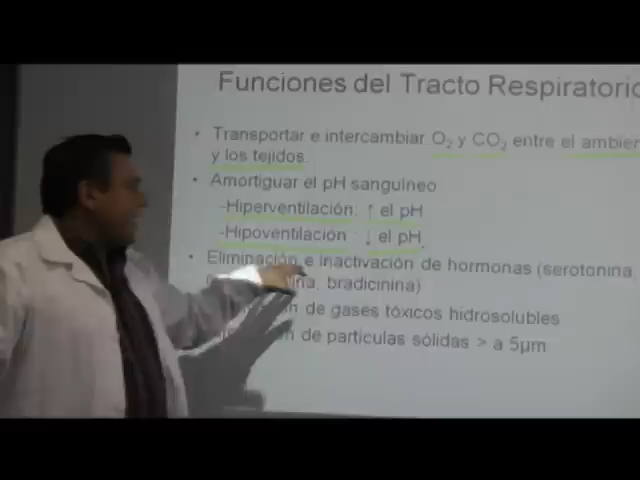 Funciones del Tracto Respiratorio
• Transportar e intercambiar O₂ y CO₂ entre el ambien
y los tejidos.
• Amortiguar el pH sanguíneo
-Hiperventilación: ↑ el pH
-Hipoventilación : ↓ el pH.
• Eliminación e inactivación de hormonas (serotonina
bradicinina)
de gases tóxicos hidrosolubles
de partículas sólidas > a 5µm